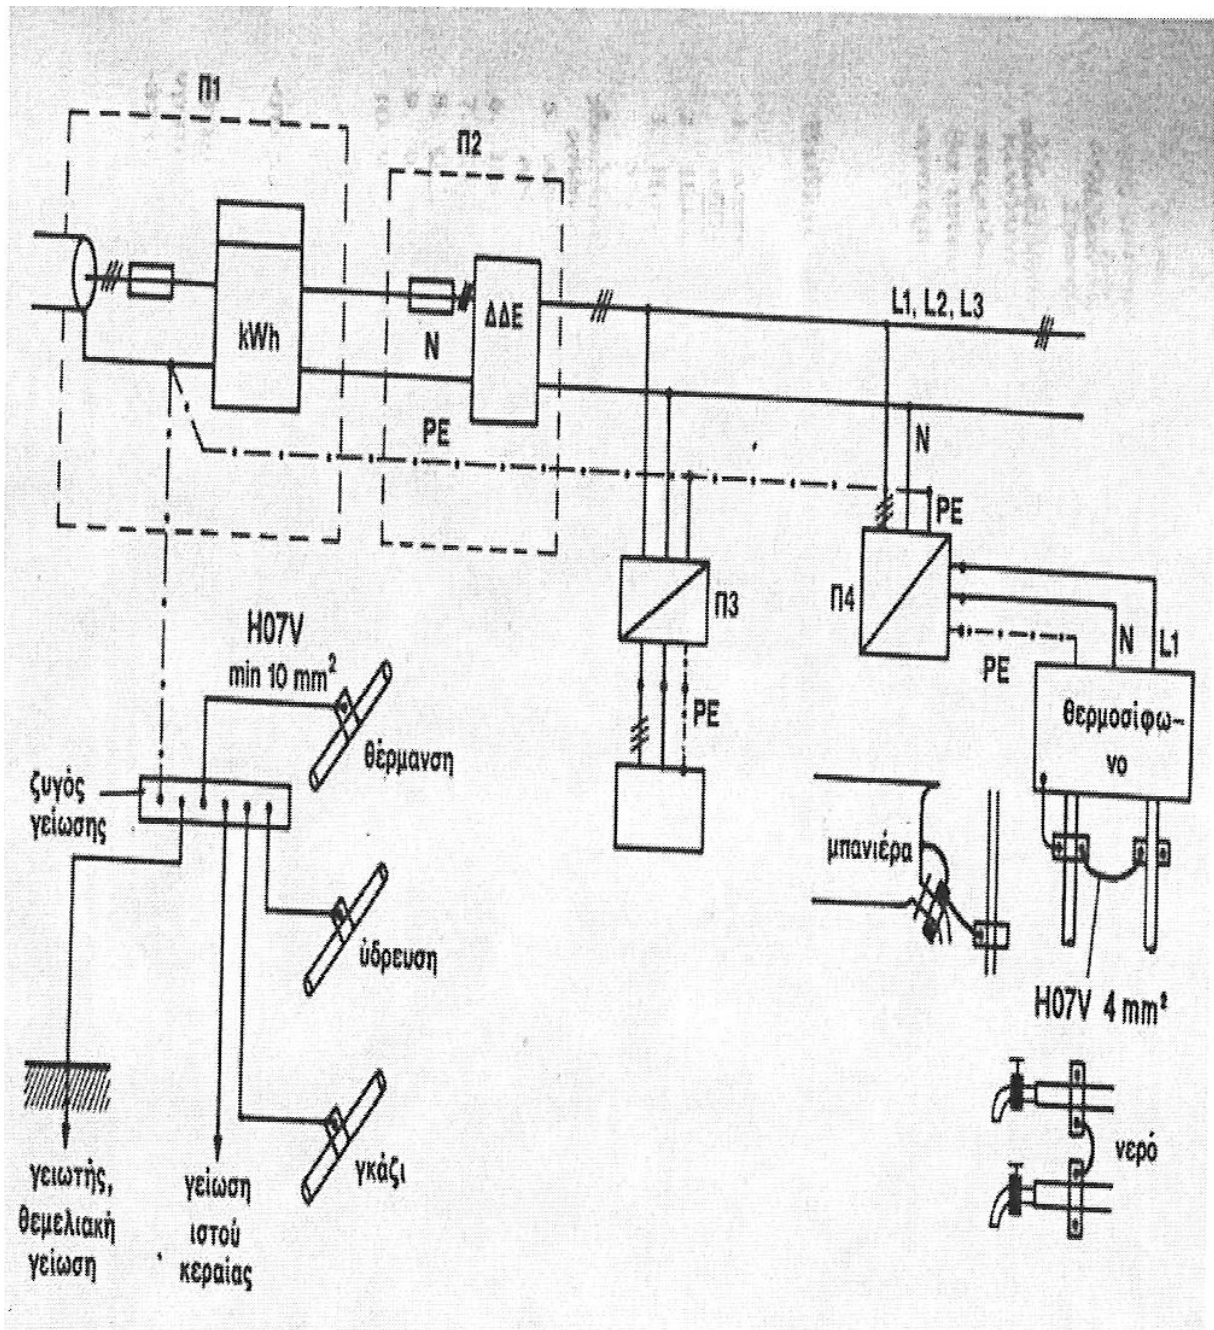 Π1
Π2
kWh
N
ΔΔΕ
L1, L2, L3
PE
N
PE
Π3
Π4
N
L1
PE
H07V
min 10 mm²
θέρμανση
PE
θερμοσίφω-
νο
ζυγός
γείωσης
μπανιέρα
ύδρευση
H07V 4 mm²
γκάζι
νερό
γειωτής,
θεμελιακή
γείωση
γείωση
ιστού
κεραίας